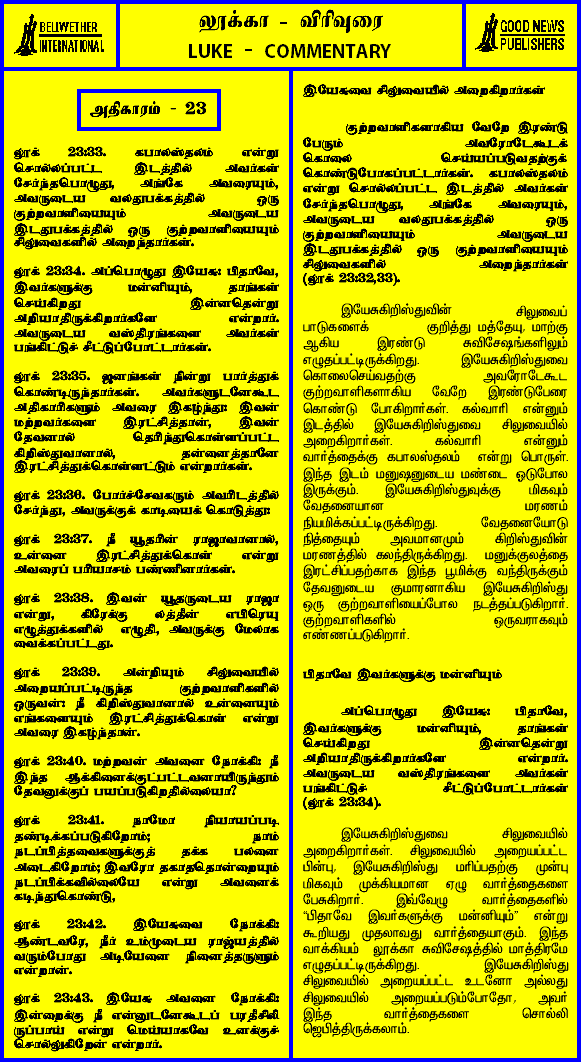 BELLWETHER
INTERNATIONAL
லூக்கா - விரிவுரை
LUKE - COMMENTARY
GOOD NEWS
PUBLISHERS
அதிகாரம் - 23
லூக் 23:33. கபாலஸ்தலம் என்று
சொல்லப்பட்ட இடத்தில் அவர்கள்
சேர்ந்தபொழுது, அங்கே அவரையும்,
அவருடைய வலதுபக்கத்தில் ஒரு
குற்றவாளியையும் அவருடைய
இடதுபக்கத்தில் ஒரு குற்றவாளியையும்
சிலுவைகளில் அறைந்தார்கள்.
லூக் 23:34. அப்பொழுது இயேசு: பிதாவே,
இவர்களுக்கு மன்னியும், தாங்கள்
செய்கிறது இன்னதென்று
அறியாதிருக்கிறார்களே என்றார்.
அவருடைய வஸ்திரங்களை அவர்கள்
பங்கிட்டுச் சீட்டுப்போட்டார்கள்.
லூக் 23:35. ஜனங்கள் நின்று பார்த்துக்
கொண்டிருந்தார்கள். அவர்களுடனேகூட
அதிகாரிகளும் அவரை இகழ்ந்து: இவன்
மற்றவர்களை இரட்சித்தான், இவன்
தேவனால் தெரிந்துகொள்ளப்பட்ட
கிறிஸ்துவானால், தன்னைத்தானே
இரட்சித்துக்கொள்ளட்டும் என்றார்கள்.
லூக் 23:36. போர்ச்சேவகரும் அவரிடத்தில்
சேர்ந்து, அவருக்குக் காடியைக் கொடுத்து:
லூக் 23:37. நீ யூதரின் ராஜாவானால்,
உன்னை இரட்சித்துக்கொள் என்று
அவரைப் பரியாசம் பண்ணினார்கள்.
லூக் 23:38. இவன் யூதருடைய ராஜா
என்று, கிரேக்கு லத்தீன் எபிரெயு
எழுத்துக்களில் எழுதி, அவருக்கு மேலாக
வைக்கப்பட்டது.
லூக் 23:39. அன்றியும் சிலுவையில்
அறையப்பட்டிருந்த குற்றவாளிகளில்
ஒருவன்: நீ கிறிஸ்துவானால் உன்னையும்
எங்களையும் இரட்சித்துக்கொள் என்று
அவரை இகழ்ந்தான்.
லூக் 23:40. மற்றவன் அவனை நோக்கி: நீ
இந்த ஆக்கினைக்குட்பட்டவனாயிருந்தும்
தேவனுக்குப் பயப்படுகிறதில்லையா?
லூக் 23:41. நாமோ நியாயப்படி
தண்டிக்கப்படுகிறோம்; நாம்
நடப்பித்தவைகளுக்குத் தக்க பலனை
அடைகிறோம்; இவரோ தகாததொன்றையும்
நடப்பிக்கவில்லையே என்று அவனைக்
கடிந்துகொண்டு,
லூக் 23:42. இயேசுவை நோக்கி:
ஆண்டவரே, நீர் உம்முடைய ராஜ்யத்தில்
வரும்போது அடியேனை நினைத்தருளும்
என்றான்.
லூக் 23:43. இயேசு அவனை நோக்கி:
இன்றைக்கு நீ என்னுடனேகூடப் பரதீசிலி
ருப்பாய் என்று மெய்யாகவே உனக்குச்
சொல்லுகிறேன் என்றார்.
இயேசுவை சிலுவையில் அறைகிறார்கள்
குற்றவாளிகளாகிய வேறே இரண்டு
பேரும் அவரோடேகூடக்
கொலை செய்யப்படுவதற்குக்
கொண்டுபோகப்பட்டார்கள். கபாலஸ்தலம்
என்று சொல்லப்பட்ட இடத்தில் அவர்கள்
சேர்ந்தபொழுது, அங்கே அவரையும்,
அவருடைய வலதுபக்கத்தில் ஒரு
குற்றவாளியையும் அவருடைய
இடதுபக்கத்தில் ஒரு குற்றவாளியையும்
சிலுவைகளில் அறைந்தார்கள்
(லூக் 23:32,33).
இயேசுகிறிஸ்துவின் சிலுவைப்
பாடுகளைக் குறித்து மத்தேயு, மாற்கு
ஆகிய இரண்டு சுவிசேஷங்களிலும்
எழுதப்பட்டிருக்கிறது. இயேசுகிறிஸ்துவை
கொலைசெய்வதற்கு அவரோடேகூட
குற்றவாளிகளாகிய வேறே இரண்டுபேரை
கொண்டு போகிறார்கள். கல்வாரி என்னும்
இடத்தில் இயேசுகிறிஸ்துவை சிலுவையில்
அறைகிறார்கள். கல்வாரி என்னும்
வார்த்தைக்கு கபாலஸ்தலம் என்று பொருள்.
இந்த இடம் மனுஷனுடைய மண்டை ஓடுபோல
இருக்கும். இயேசுகிறிஸ்துவுக்கு மிகவும்
வேதனையான மரணம்
நியமிக்கப்பட்டிருக்கிறது. வேதனையோடு
நித்தையும் அவமானமும் கிறிஸ்துவின்
மரணத்தில் கலந்திருக்கிறது. மனுக்குலத்தை
இரட்சிப்பதற்காக இந்த பூமிக்கு வந்திருக்கும்
தேவனுடைய குமாரனாகிய இயேசுகிறிஸ்து
ஒரு குற்றவாளியைப்போல நடத்தப்படுகிறார்.
குற்றவாளிகளில் ஒருவராகவும்
எண்ணப்படுகிறார்.
பிதாவே இவர்களுக்கு மன்னியும்
அப்பொழுது இயேசு: பிதாவே,
இவர்களுக்கு மன்னியும், தாங்கள்
செய்கிறது இன்னதென்று
அறியாதிருக்கிறார்களே என்றார்.
அவருடைய வஸ்திரங்களை அவர்கள்
பங்கிட்டுச் சீட்டுப்போட்டார்கள்
(லூக் 23:34).
இயேசுகிறிஸ்துவை சிலுவையில்
அறைகிறார்கள். சிலுவையில் அறையப்பட்ட
பின்பு, இயேசுகிறிஸ்து மரிப்பதற்கு முன்பு
மிகவும் முக்கியமான ஏழு வார்த்தைகளை
பேசுகிறார். இவ்வேழு வார்த்தைகளில்
"பிதாவே இவர்களுக்கு மன்னியும்" என்று
கூறியது முதலாவது வார்த்தையாகும். இந்த
வாக்கியம் லூக்கா சுவிசேஷத்தில் மாத்திரமே
எழுதப்பட்டிருக்கிறது. இயேசுகிறிஸ்து
சிலுவையில் அறையப்பட்ட உடனோ அல்லது
சிலுவையில் அறையப்படும்போதோ, அவர்
இந்த வார்த்தைகளை சொல்லி
ஜெபித்திருக்கலாம்.